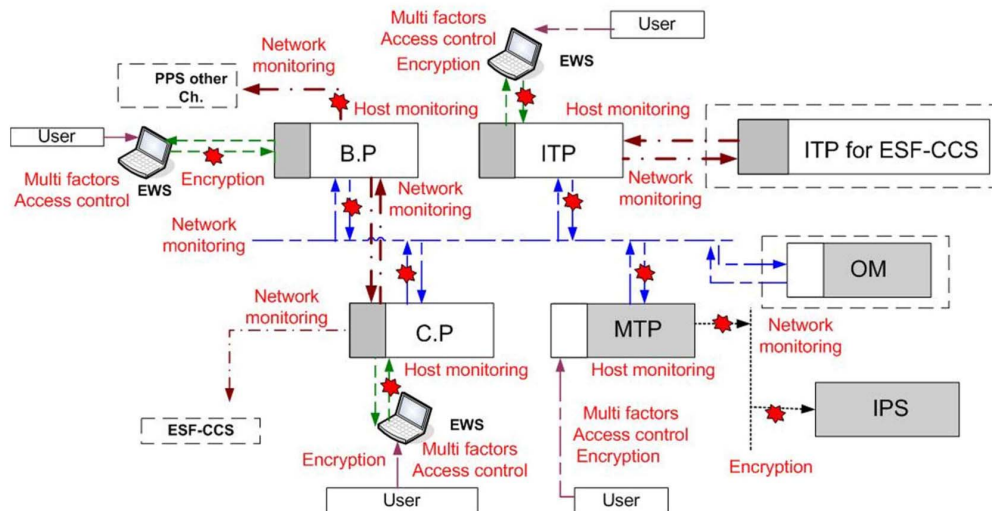 Multi factors
Access control
Encryption
User
EWS
Network
monitoring
PPS other
Ch.
Host monitoring
User
B.P
EWS
Encryption
Multi factors
Access control
Network
monitoring
Host monitoring
ITP
Network
monitoring
ITP for ESF-CCS
Network
monitoring
OM
Network
monitoring
C.P
Host monitoring
MTP
Host monitoring
Network
monitoring
ESF-CCS
EWS
Encryption
Multi factors
Access control
User
Multi factors
Access control
Encryption
User
IPS
Encryption